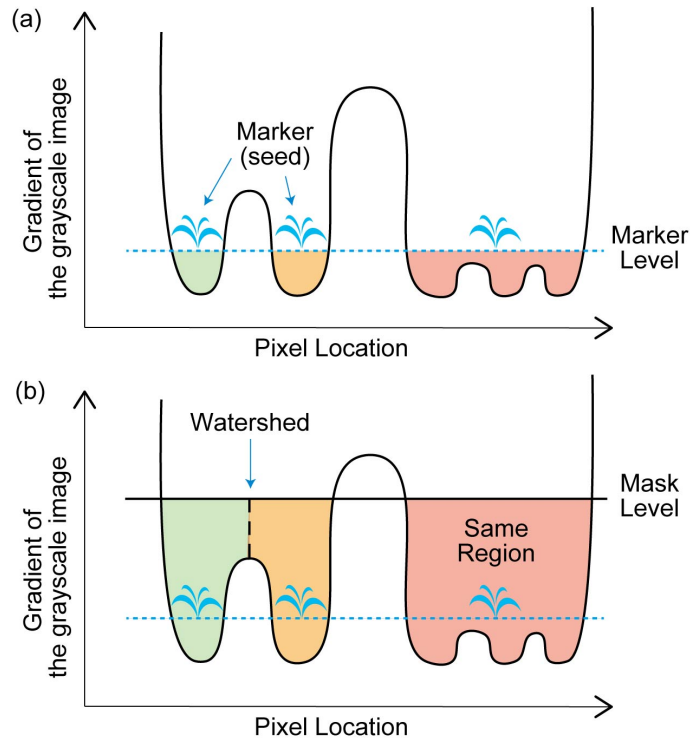 (a)
Gradient of
the grayscale image
Marker
(seed)
Marker
Level
Pixel Location
(b)
Gradient of
the grayscale image
Watershed
Mask
Level
Same
Region
Pixel Location